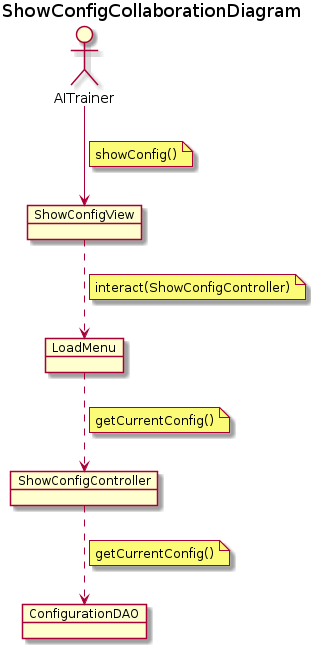 ShowConfigCollaborationDiagram
AITrainer
showConfig()
ShowConfigView
interact(ShowConfigController)
LoadMenu
getCurrentConfig()
ShowConfigController
getCurrentConfig()
ConfigurationDAO